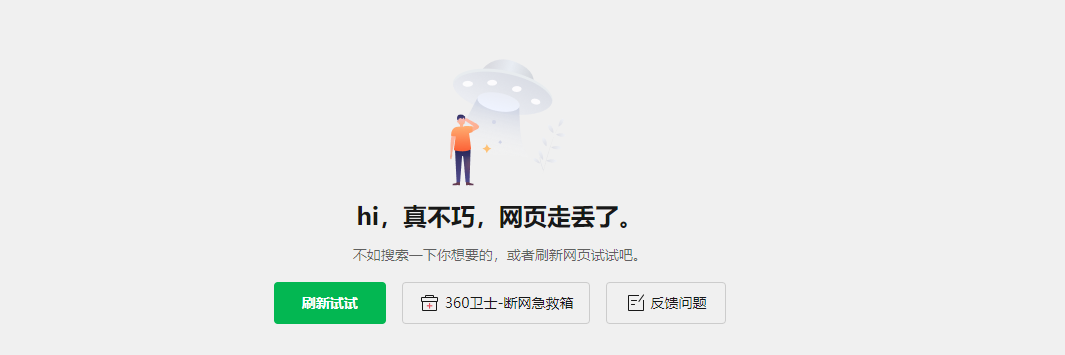 hi，真不巧，网页走丢了。
不如搜索一下你想要的，或者刷新网页试试吧。
刷新试试
360卫士-断网急救箱
反馈问题